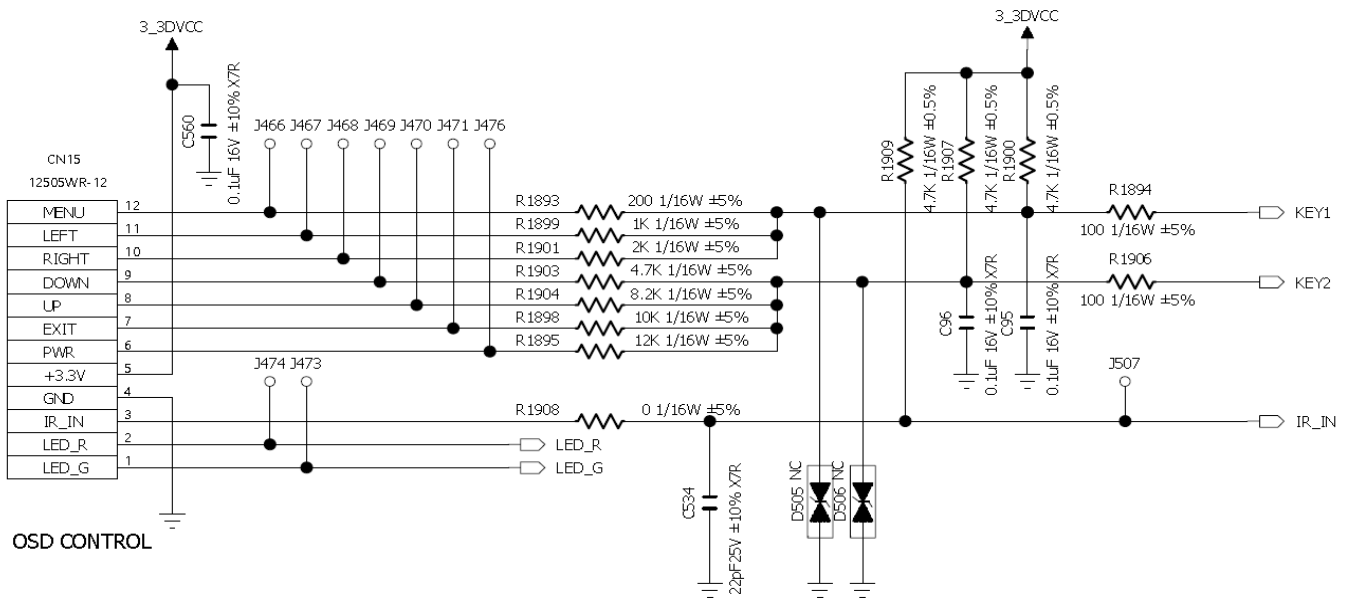 3_3DVCC
3_3DVCC
C560
0.1uF 16V ±10% X7R
J466 J467 J468 J469 J470 J471 J476
R1909
4.7K 1/16W ±0.5%
R1907
4.7K 1/16W ±0.5%
R1900
4.7K 1/16W ±0.5%
CN15
12505WR-12
MENU 12
LEFT 11
RIGHT 10
DOWN 9
UP 8
EXIT 7
PWR 6
+3.3V 5
GND 4
IR_IN 3
LED_R 2
LED_G 1
R1893 200 1/16W ±5%
R1899 1K 1/16W ±5%
R1901 2K 1/16W ±5%
R1903 4.7K 1/16W ±5%
R1904 8.2K 1/16W ±5%
R1898 10K 1/16W ±5%
R1895 12K 1/16W ±5%
R1894
100 1/16W ±5%
KEY1
R1906
100 1/16W ±5%
KEY2
C96
0.1uF 16V ±10% X7R
C95
0.1uF 16V ±10% X7R
J474 J473
J507
R1908 0 1/16W ±5%
IR_IN
LED_R
LED_G
C534
22pF25V ±10% X7R
D505 NC
D506 NC
OSD CONTROL